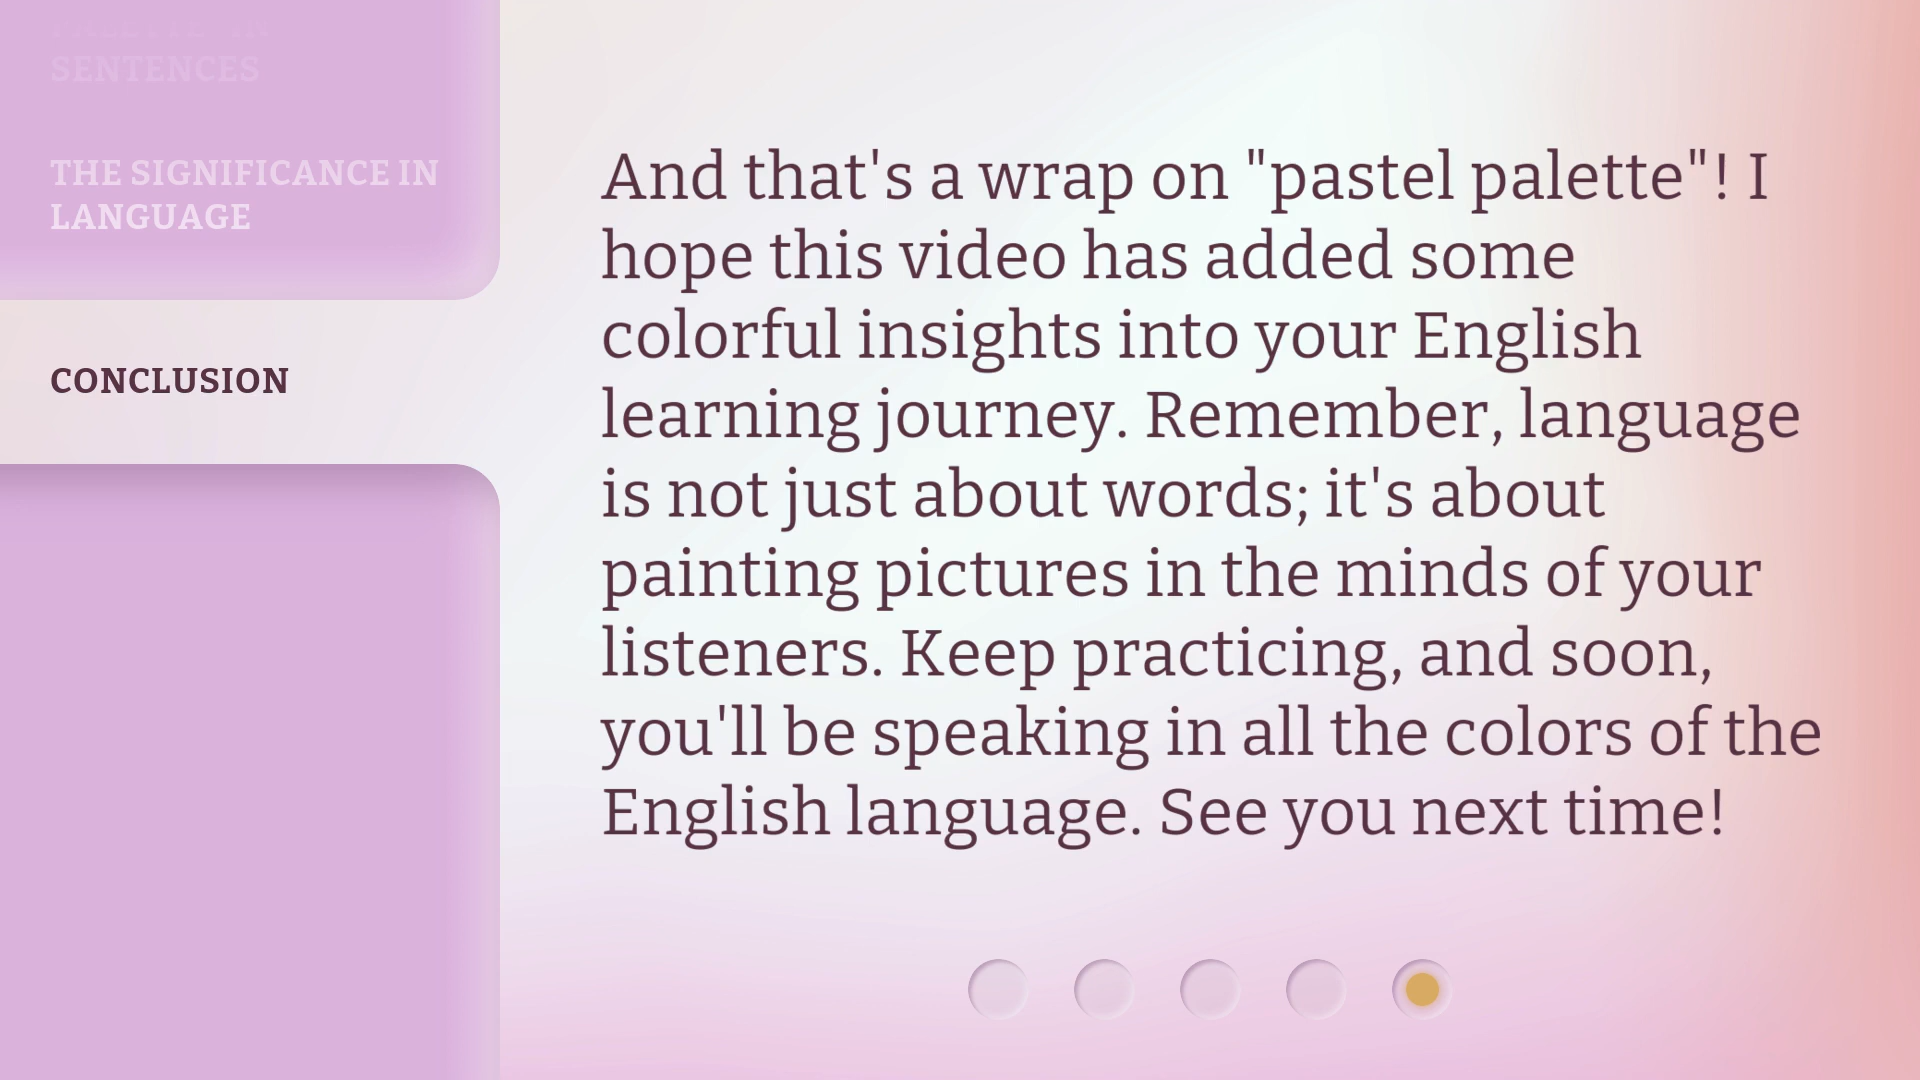 PALETTE" IN
SENTENCES
THE SIGNIFICANCE IN
LANGUAGE
CONCLUSION
And that's a wrap on "pastel palette"! I
hope this video has added some
colorful insights into your English
learning journey. Remember, language
is not just about words; it's about
painting pictures in the minds of your
listeners. Keep practicing, and soon,
you'll be speaking in all the colors of the
English language. See you next time!